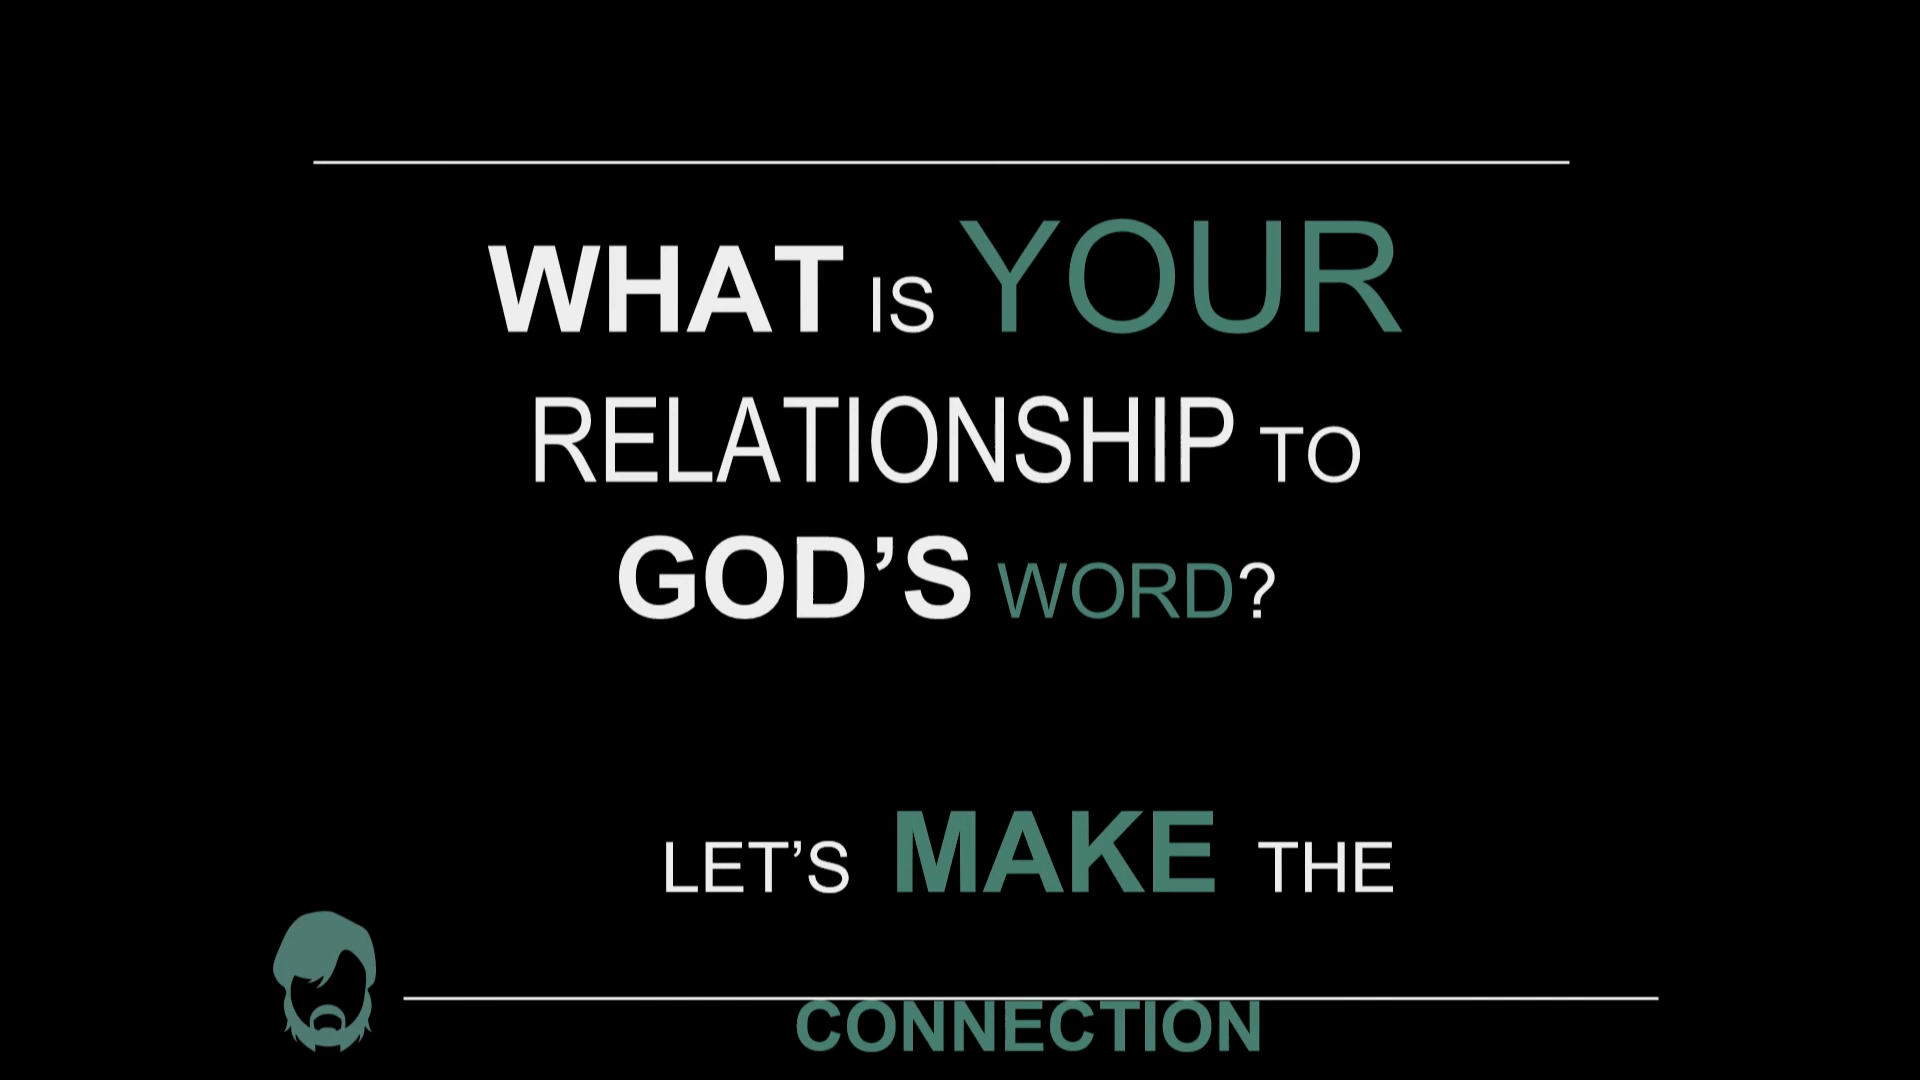 WHAT IS YOUR
RELATIONSHIP TO
GOD’S WORD?
LET’S MAKE THE
CONNECTION